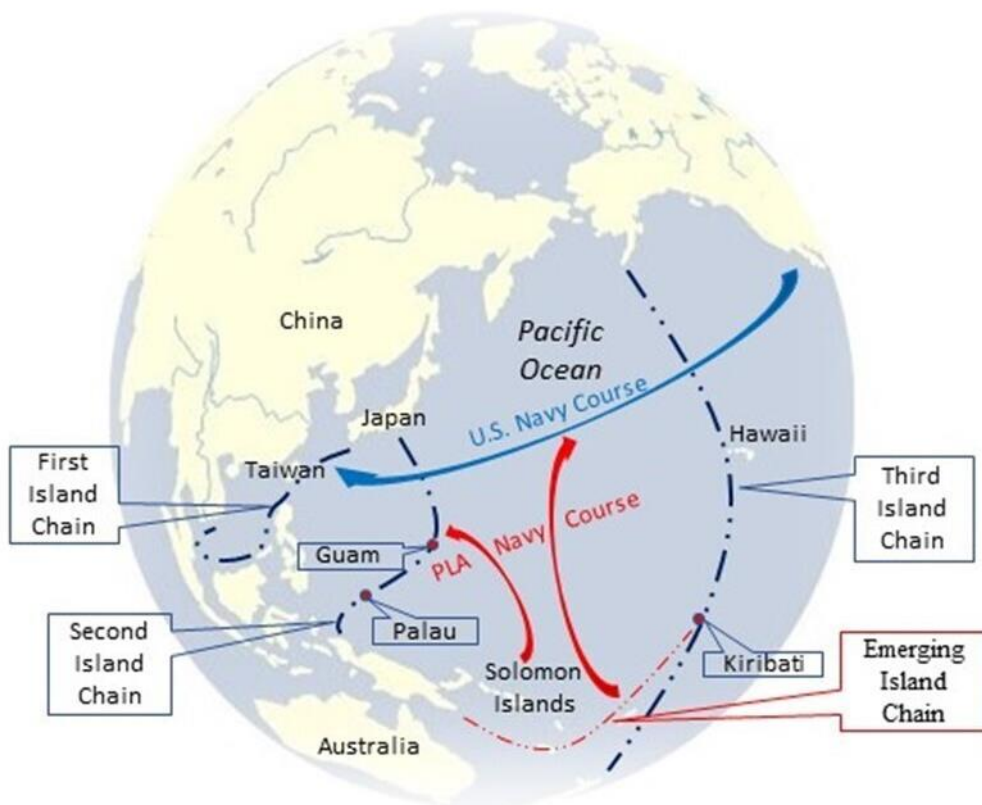 China
Pacific
Ocean
U.S. Navy Course
Japan
Hawaii
First
Island
Chain
Taiwan
Third
Island
Chain
PLA Navy Course
Guam
Second
Island
Chain
Palau
Solomon
Islands
Kiribati
Emerging
Island
Chain
Australia